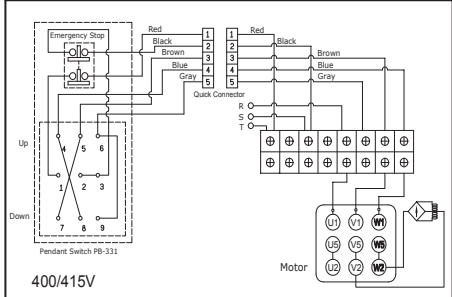 Emergency Stop
Red
Black
Brown
Blue
Gray
1
2
3
4
5
1
2
3
4
5
Quick Connector
Red
Black
Brown
Blue
Gray
R
S
T
Up
4 5 6
1 2 3
Down
7 8 9
Pendant Switch PB-331
U1 V1 W1
U5 V5 W5
U2 V2 W2
Motor
400/415V